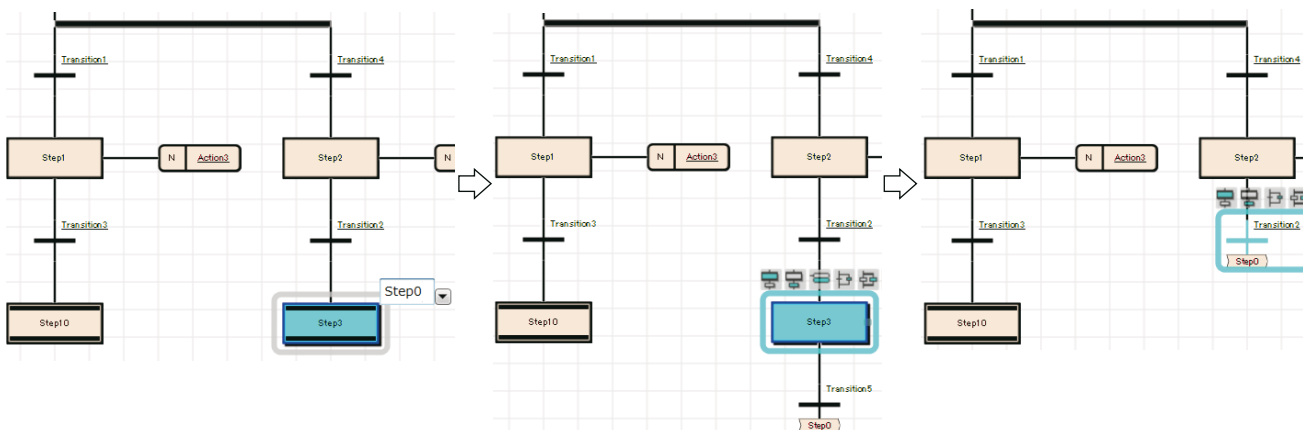 Transition1
Transition4
Step1
N
Action3
Step2
N
Transition3
Transition2
Step0
Step10
Step3
Transition1
Transition4
Step1
N
Action3
Step2
Transition3
Transition2
Step10
Step3
Transition5
Step0
Transition1
Transition4
Step1
N
Action3
Step2
Transition3
Transition2
Step0
Step10